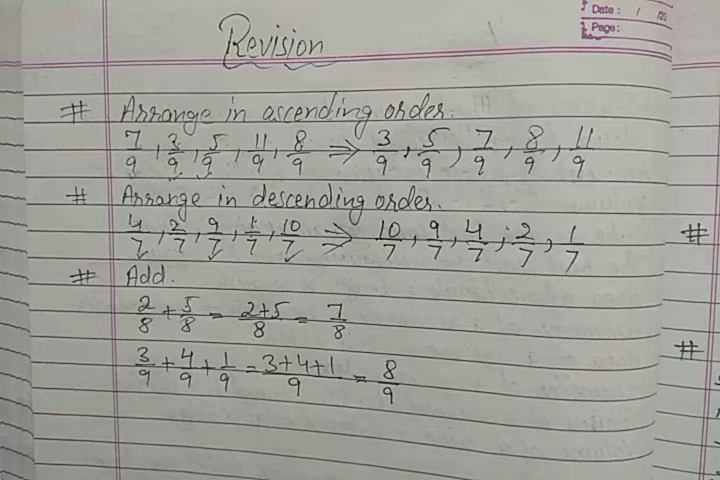 Date: / 20
Page:
Revision
# Arrange in ascending order.
7/9, 3/9, 5/9, 11/9, 8/9 ⇒ 3/9, 5/9, 7/9, 8/9, 11/9
# Arrange in descending order.
4/7, 2/7, 9/7, 1/7, 10/7 ⇒ 10/7, 9/7, 4/7, 2/7, 1/7
# Add.
2/8 + 5/8 = 2+5/8 = 7/8
3/9 + 4/9 + 1/9 = 3+4+1/9 = 8/9
#
#